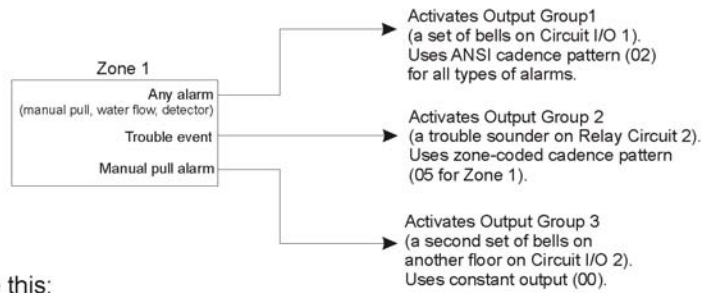 Zone 1
Any alarm
(manual pull, water flow, detector)
Trouble event
Manual pull alarm
Activates Output Group1
(a set of bells on Circuit I/O 1).
Uses ANSI cadence pattern (02)
for all types of alarms.
Activates Output Group 2
(a trouble sounder on Relay Circuit 2).
Uses zone-coded cadence pattern
(05 for Zone 1).
Activates Output Group 3
(a second set of bells on
another floor on Circuit I/O 2).
Uses constant output (00).
this: